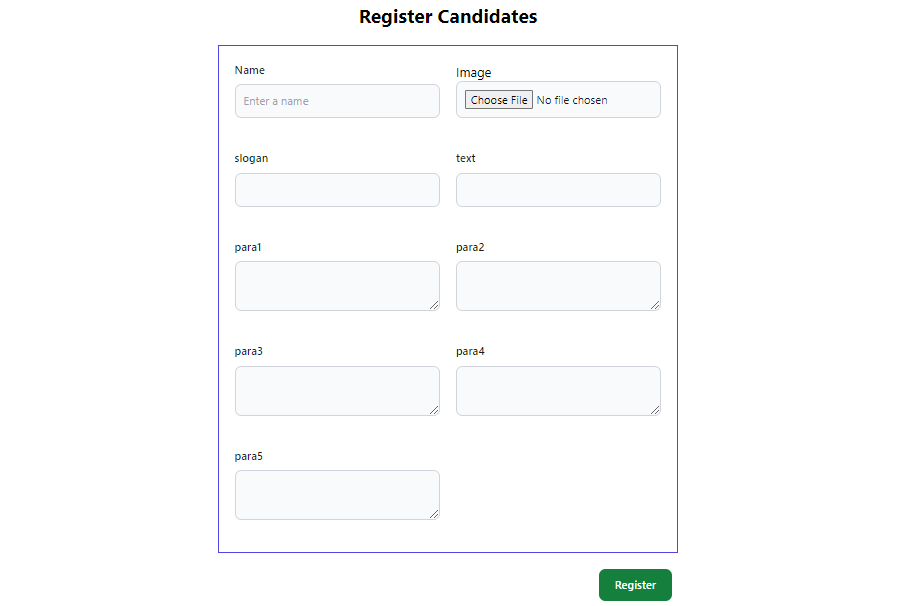 Register Candidates
Name
Image
Enter a name
Choose File No file chosen
slogan
text
para1
para2
para3
para4
para5
Register